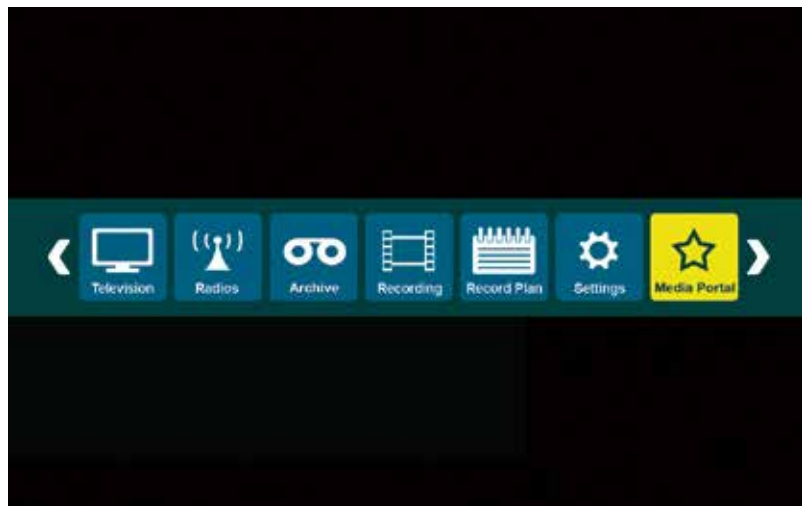 Television
Radios
Archive
Recording
Record Plan
Settings
Media Portal